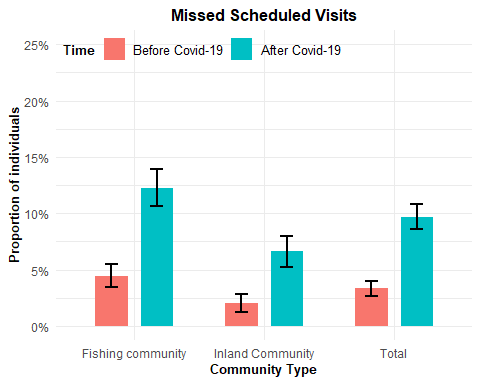 Missed Scheduled Visits
Time Before Covid-19 After Covid-19
25%
20%
15%
10%
5%
0%
Proportion of individuals
Fishing community Inland Community Total
Community Type